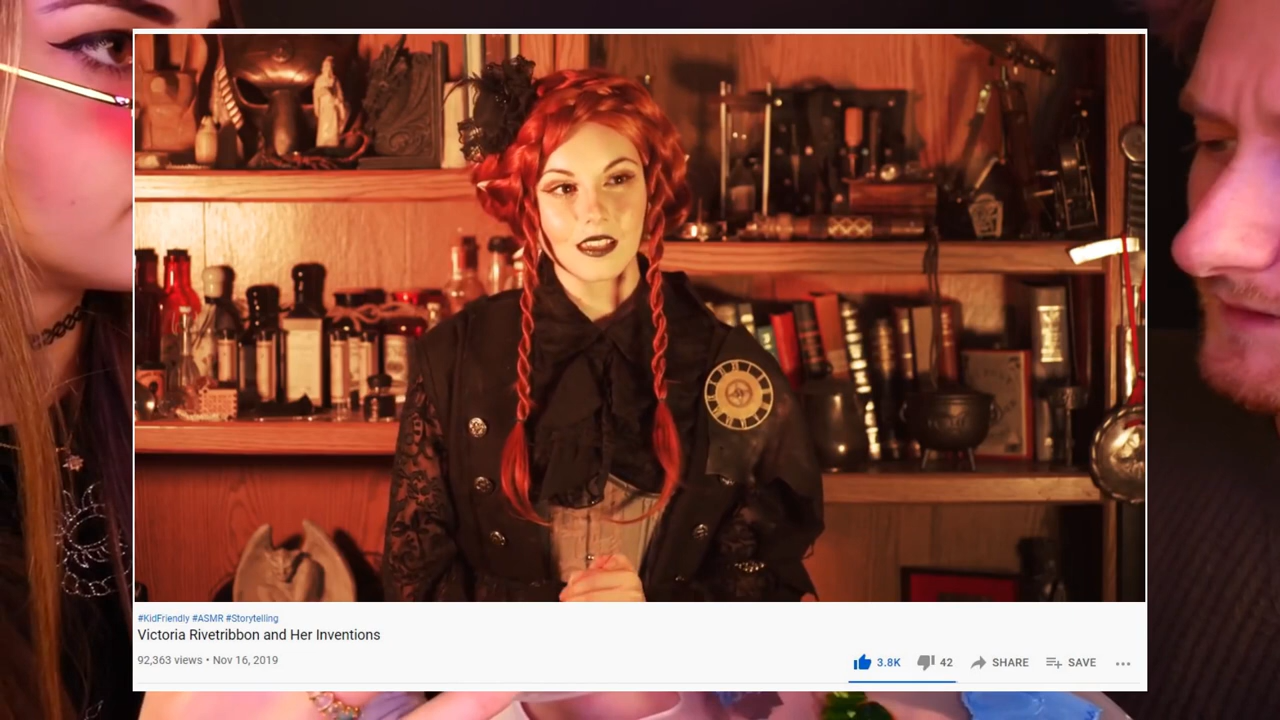 #KidFriendly #ASMR #Storytelling
Victoria Rivetribbon and Her Inventions
92,363 views • Nov 16, 2019
3.8K 42 SHARE SAVE